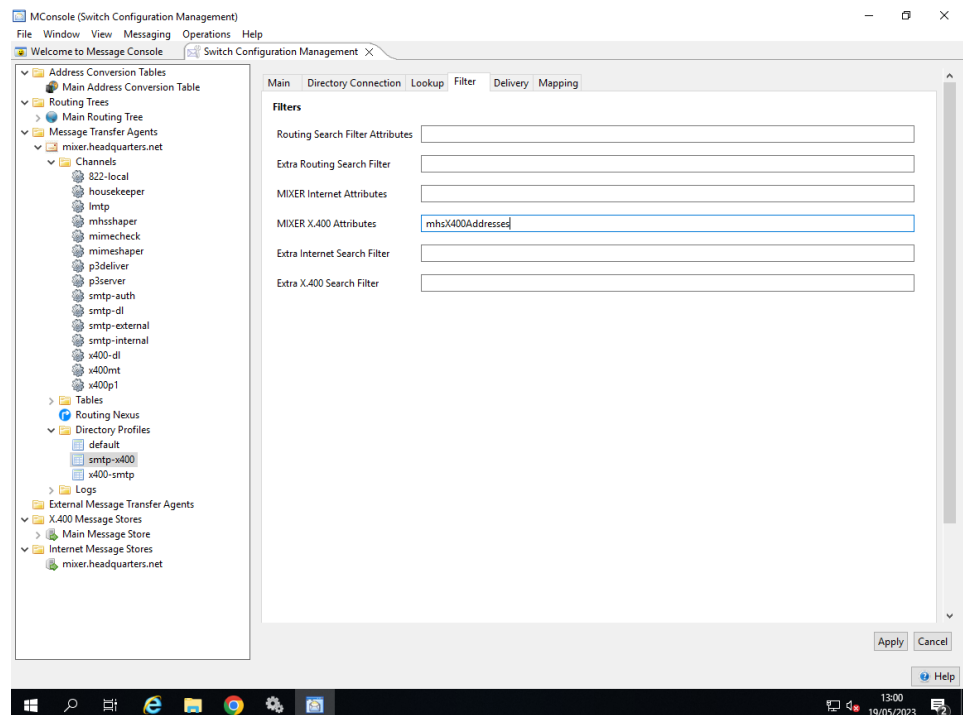 MConsole (Switch Configuration Management)
File Window View Messaging Operations Help
Welcome to Message Console
Switch Configuration Management
Address Conversion Tables
Main Address Conversion Table
Routing Trees
Main Routing Tree
Message Transfer Agents
mixer.headquarters.net
Channels
822-local
housekeeper
lmtp
mhsshaper
mimecheck
mimeshaper
p3deliver
p3server
smtp-auth
smtp-dl
smtp-external
smtp-internal
x400-dl
x400mt
x400p1
Tables
Routing Nexus
Directory Profiles
default
smtp-x400
x400-smtp
Logs
External Message Transfer Agents
X.400 Message Stores
Main Message Store
Internet Message Stores
mixer.headquarters.net
Main Directory Connection Lookup Filter Delivery Mapping
Filters
Routing Search Filter Attributes
Extra Routing Search Filter
MIXER Internet Attributes
MIXER X.400 Attributes mhsX400Addresses
Extra Internet Search Filter
Extra X.400 Search Filter
Apply Cancel
Help
13:00
19/05/2023
2